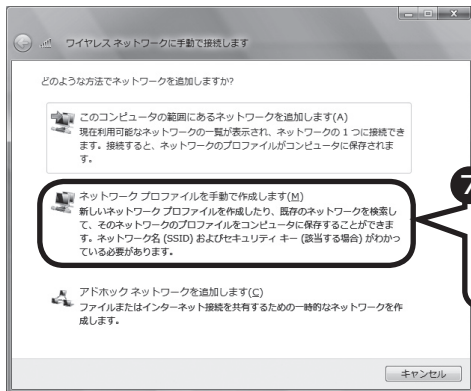 ワイヤレス ネットワークに手動で接続します
どのような方法でネットワークを追加しますか?
このコンピュータの範囲にあるネットワークを追加します(A)
現在利用可能なネットワークの一覧が表示され、ネットワークの 1 つに接続でき
ます。接続すると、ネットワークのプロファイルがコンピュータに保存されま
す。
ネットワーク プロファイルを手動で作成します(M)
新しいネットワーク プロファイルを作成したり、既存のネットワークを検索し
て、そのネットワークのプロファイルをコンピュータに保存することができま
す。ネットワーク名 (SSID) およびセキュリティ キー (該当する場合) がわかっ
ている必要があります。
7
アドホック ネットワークを追加します(C)
ファイルまたはインターネット接続を共有するための一時的なネットワークを作
成します。
キャンセル